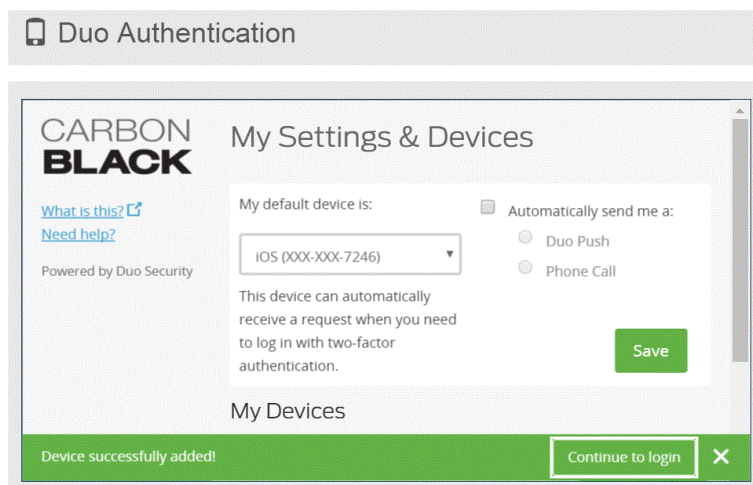 Duo Authentication
CARBON
BLACK
What is this?
Need help?
Powered by Duo Security
My Settings & Devices
My default device is:
iOS (XXX-XXX-7246)
This device can automatically
receive a request when you need
to log in with two-factor
authentication.
Automatically send me a:
Duo Push
Phone Call
Save
My Devices
Device successfully added!
Continue to login